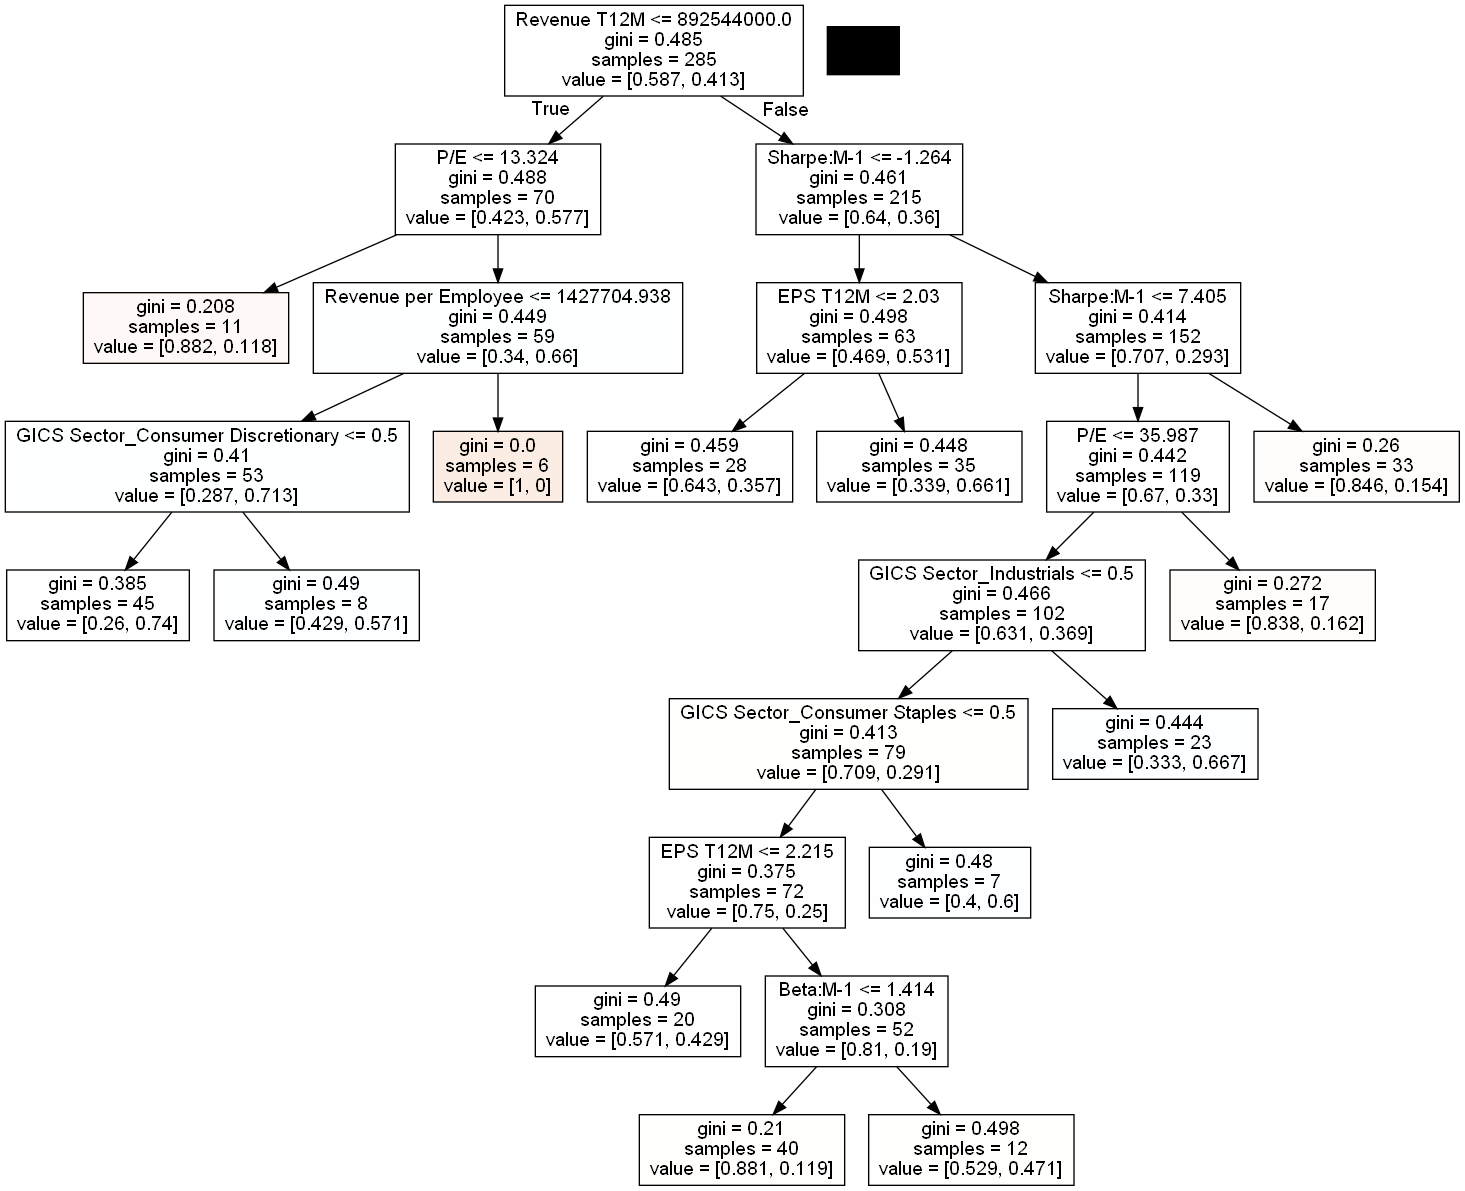 Revenue T12M <= 892544000.0
gini = 0.485
samples = 285
value = [0.587, 0.413]
True
False
P/E <= 13.324
gini = 0.488
samples = 70
value = [0.423, 0.577]
Sharpe:M-1 <= -1.264
gini = 0.461
samples = 215
value = [0.64, 0.36]
gini = 0.208
samples = 11
value = [0.882, 0.118]
Revenue per Employee <= 1427704.938
gini = 0.449
samples = 59
value = [0.34, 0.66]
EPS T12M <= 2.03
gini = 0.498
samples = 63
value = [0.469, 0.531]
Sharpe:M-1 <= 7.405
gini = 0.414
samples = 152
value = [0.707, 0.293]
GICS Sector_Consumer Discretionary <= 0.5
gini = 0.41
samples = 53
value = [0.287, 0.713]
gini = 0.0
samples = 6
value = [1, 0]
gini = 0.459
samples = 28
value = [0.643, 0.357]
gini = 0.448
samples = 35
value = [0.339, 0.661]
P/E <= 35.987
gini = 0.442
samples = 119
value = [0.67, 0.33]
gini = 0.26
samples = 33
value = [0.846, 0.154]
gini = 0.385
samples = 45
value = [0.26, 0.74]
gini = 0.49
samples = 8
value = [0.429, 0.571]
GICS Sector_Industrials <= 0.5
gini = 0.466
samples = 102
value = [0.631, 0.369]
gini = 0.272
samples = 17
value = [0.838, 0.162]
GICS Sector_Consumer Staples <= 0.5
gini = 0.413
samples = 79
value = [0.709, 0.291]
gini = 0.444
samples = 23
value = [0.333, 0.667]
EPS T12M <= 2.215
gini = 0.375
samples = 72
value = [0.75, 0.25]
gini = 0.48
samples = 7
value = [0.4, 0.6]
gini = 0.49
samples = 20
value = [0.571, 0.429]
Beta:M-1 <= 1.414
gini = 0.308
samples = 52
value = [0.81, 0.19]
gini = 0.21
samples = 40
value = [0.881, 0.119]
gini = 0.498
samples = 12
value = [0.529, 0.471]